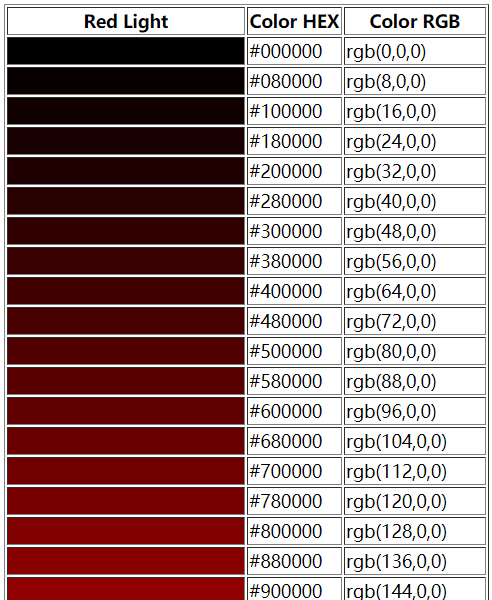 Red Light Color HEX Color RGB
#000000 rgb(0,0,0)
#080000 rgb(8,0,0)
#100000 rgb(16,0,0)
#180000 rgb(24,0,0)
#200000 rgb(32,0,0)
#280000 rgb(40,0,0)
#300000 rgb(48,0,0)
#380000 rgb(56,0,0)
#400000 rgb(64,0,0)
#480000 rgb(72,0,0)
#500000 rgb(80,0,0)
#580000 rgb(88,0,0)
#600000 rgb(96,0,0)
#680000 rgb(104,0,0)
#700000 rgb(112,0,0)
#780000 rgb(120,0,0)
#800000 rgb(128,0,0)
#880000 rgb(136,0,0)
#900000 rgb(144,0,0)